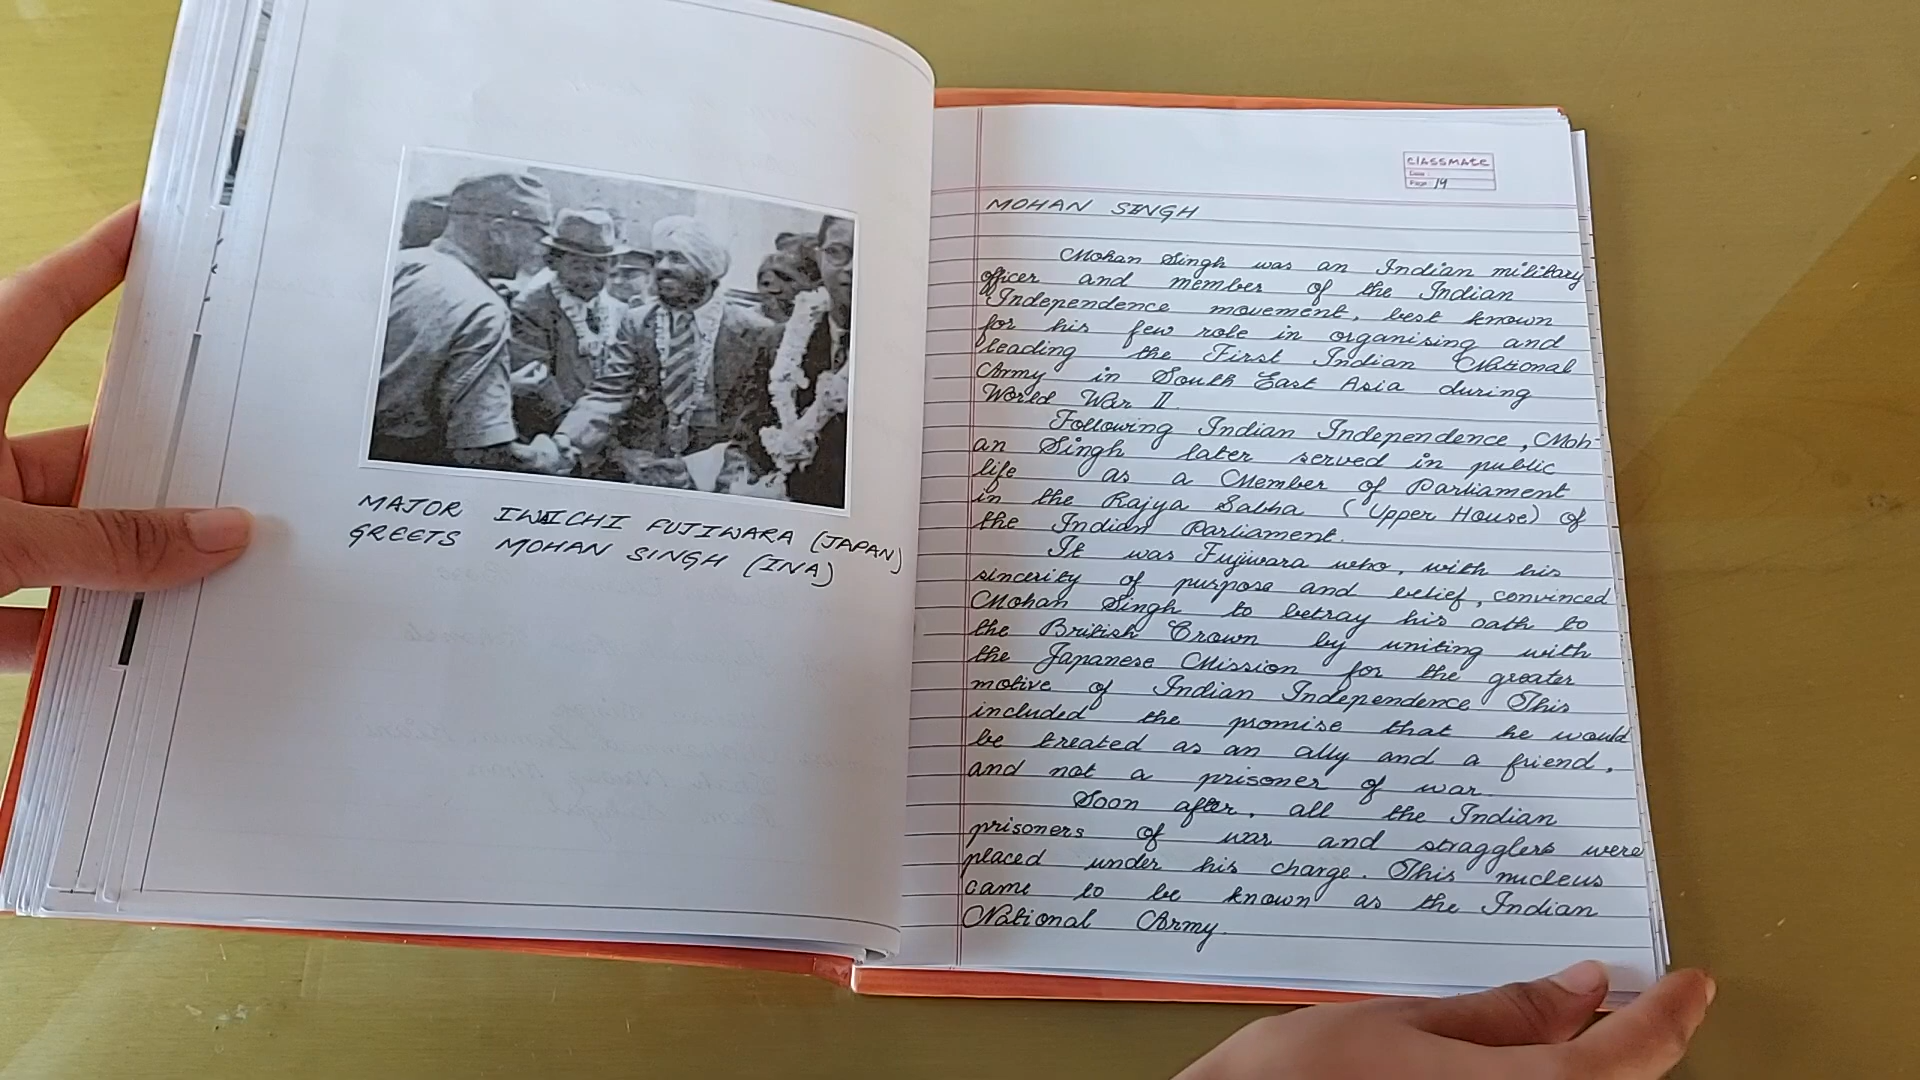 MAJOR IWAICHI FUJIWARA (JAPAN)
GREETS MOHAN SINGH (INA)
classmate
Date :
Page : 19
MOHAN SINGH
Mohan Singh was an Indian military
officer and member of the Indian
Independence movement, best known
for his few role in organising and
leading the First Indian National
Army in South East Asia during
World War II.
Following Indian Independence, Moh-
an Singh later served in public
life as a Member of Parliament
in the Rajya Sabha (Upper House) of
the Indian Parliament.
It was Fujiwara who, with his
sincerity of purpose and belief, convinced
Mohan Singh to betray his oath to
the British Crown by uniting with
the Japanese Mission for the greater
motive of Indian Independence This
included the promise that he would
be treated as an ally and a friend,
and not a prisoner of war.
Soon after, all the Indian
prisoners of war and stragglers were
placed under his charge. This nucleus
came to be known as the Indian
National Army.